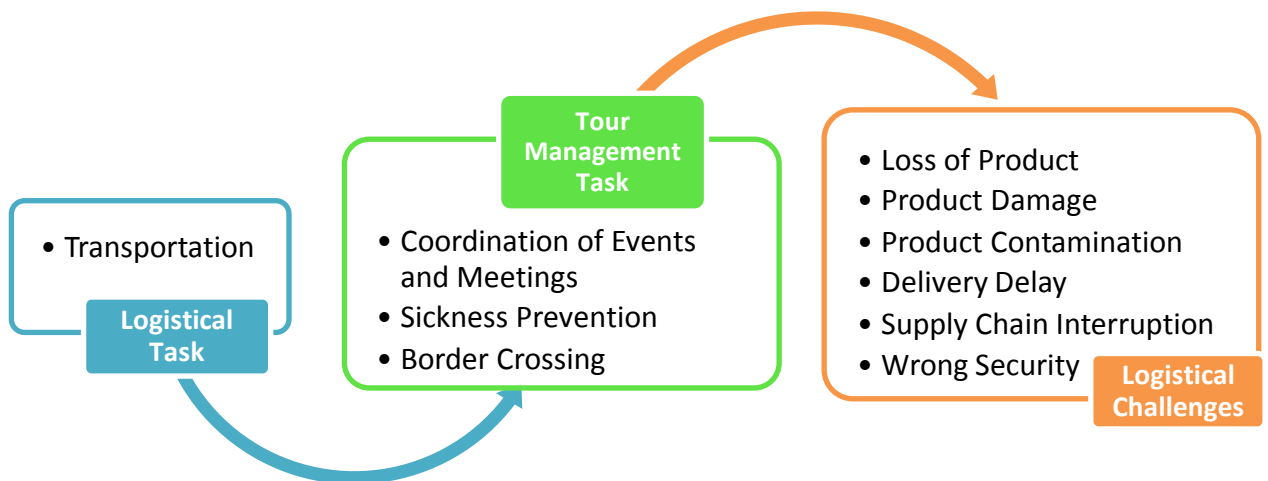 • Transportation
Logistical
Task
Tour
Management
Task
• Coordination of Events
and Meetings
• Sickness Prevention
• Border Crossing
• Loss of Product
• Product Damage
• Product Contamination
• Delivery Delay
• Supply Chain Interruption
• Wrong Security
Logistical
Challenges